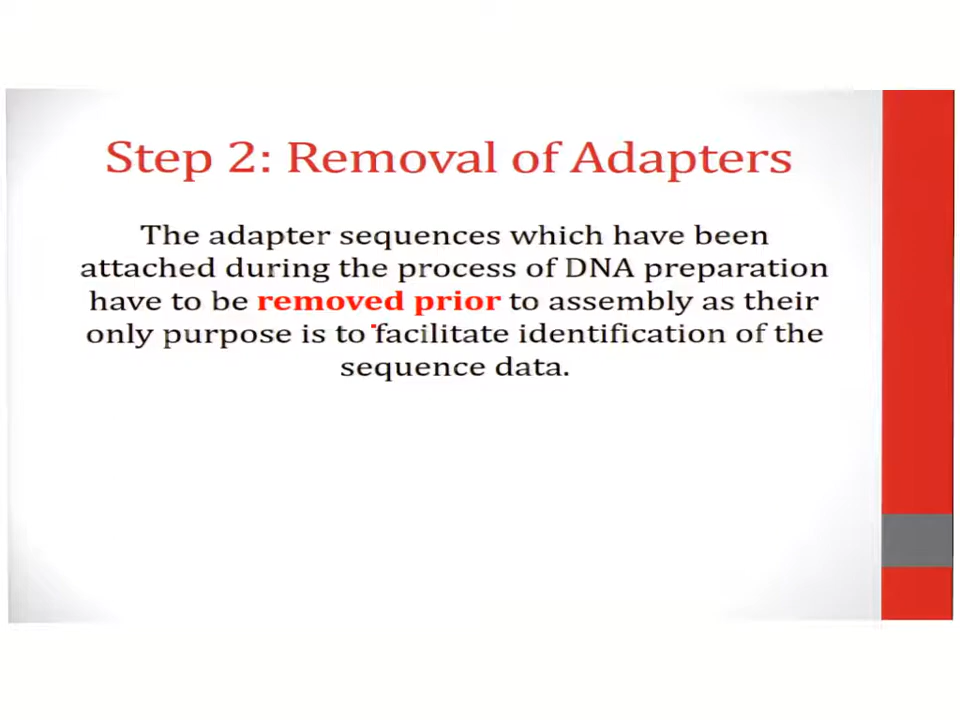 Step 2: Removal of Adapters
The adapter sequences which have been
attached during the process of DNA preparation
have to be removed prior to assembly as their
only purpose is to facilitate identification of the
sequence data.